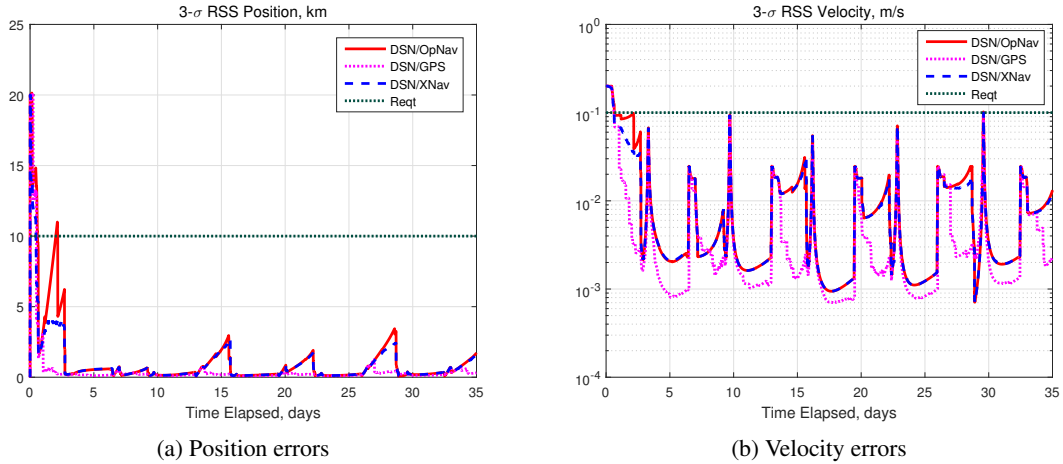 3-σ RSS Position, km
25
20
15
10
5
0
DSN/OpNav
DSN/GPS
DSN/XNav
Reqt
0 5 10 15 20 25 30 35
Time Elapsed, days
(a) Position errors
3-σ RSS Velocity, m/s
10⁰
10⁻¹
10⁻²
10⁻³
10⁻⁴
DSN/OpNav
DSN/GPS
DSN/XNav
Reqt
0 5 10 15 20 25 30 35
Time Elapsed, days
(b) Velocity errors